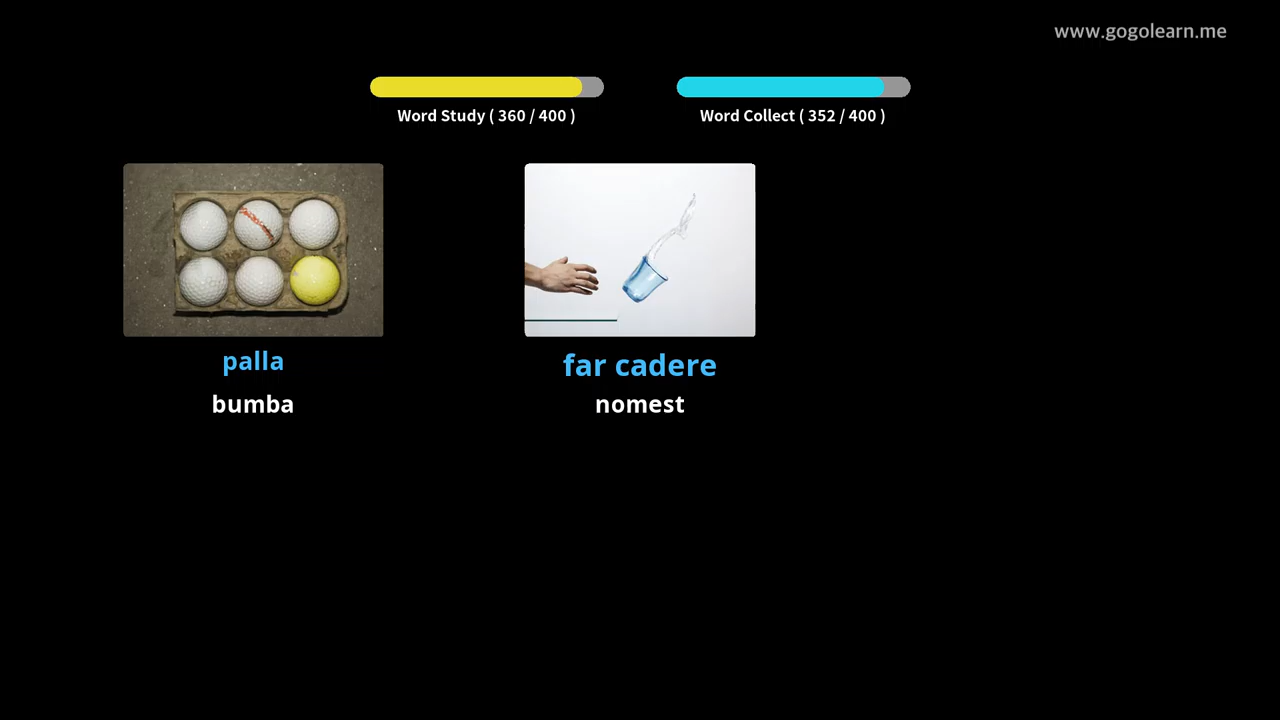 www.gogolearn.me
Word Study ( 360 / 400 )
Word Collect ( 352 / 400 )
palla
bumba
far cadere
nomest